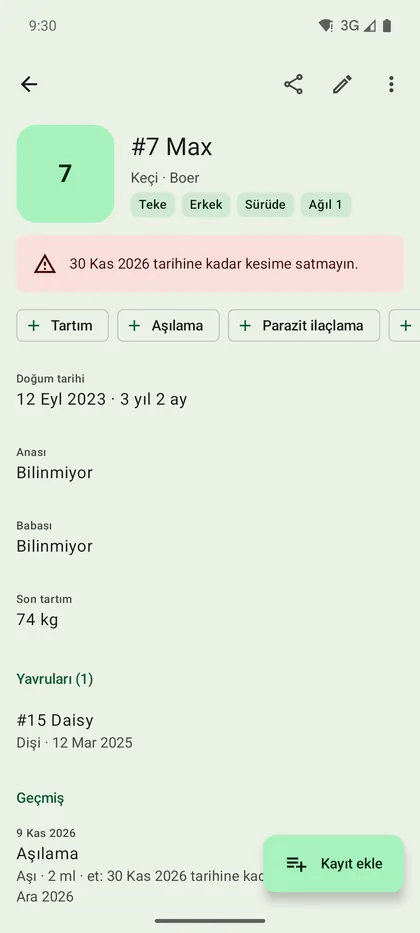 9:30
3G
7
#7 Max
Keçi · Boer
Teke
Erkek
Sürüde
Ağıl 1
30 Kas 2026 tarihine kadar kesime satmayın.
+ Tartım
+ Aşılama
+ Parazit ilaçlama
+
Doğum tarihi
12 Eyl 2023 · 3 yıl 2 ay
Anası
Bilinmiyor
Babası
Bilinmiyor
Son tartım
74 kg
Yavruları (1)
#15 Daisy
Dişi · 12 Mar 2025
Geçmiş
9 Kas 2026
Aşılama
Aşı · 2 ml · et: 30 Kas 2026 tarihine
Ara 2026
Kayıt ekle